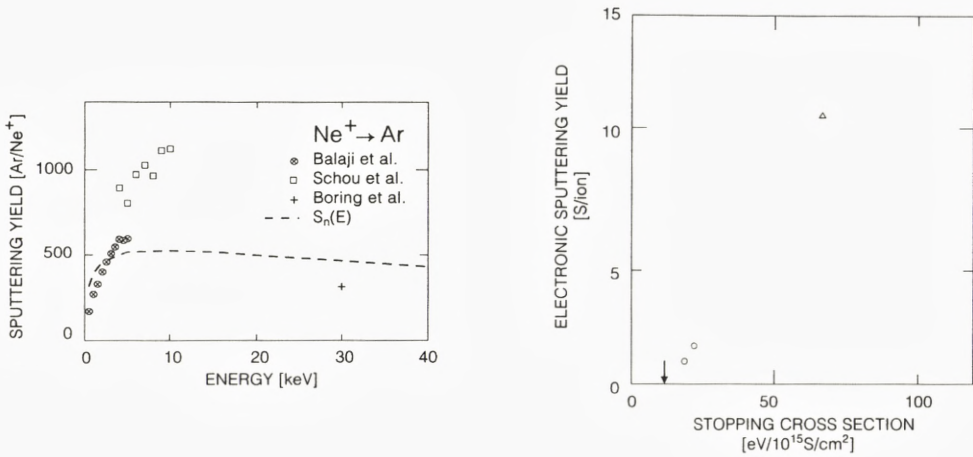 SPUTTERING YIELD [Ar/Ne⁺]
1000
500
0
Ne⁺→ Ar
Balaji et al.
Schou et al.
Boring et al.
Sₙ(E)
0 10 20 30 40
ENERGY [keV]
ELECTRONIC SPUTTERING YIELD
[S/ion]
15
10
5
0
0 50 100
STOPPING CROSS SECTION
[eV/10¹⁵S/cm²]